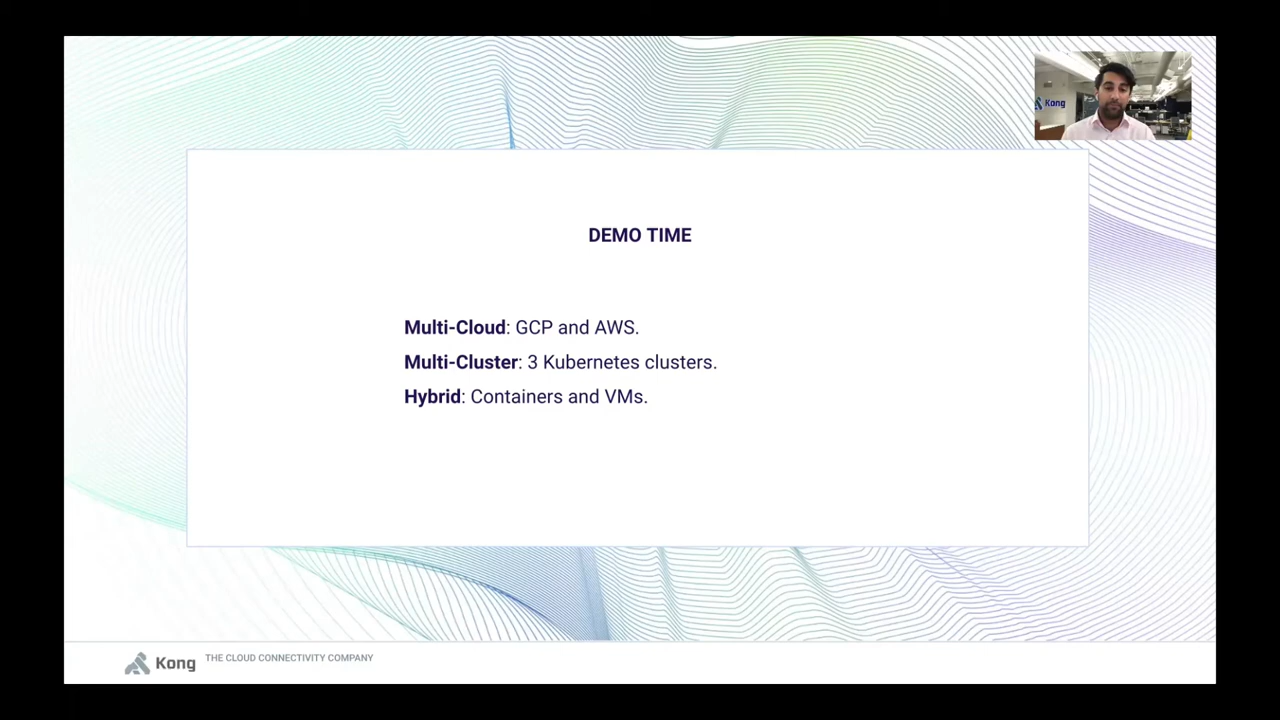 Kong
DEMO TIME
Multi-Cloud: GCP and AWS.
Multi-Cluster: 3 Kubernetes clusters.
Hybrid: Containers and VMs.
Kong THE CLOUD CONNECTIVITY COMPANY